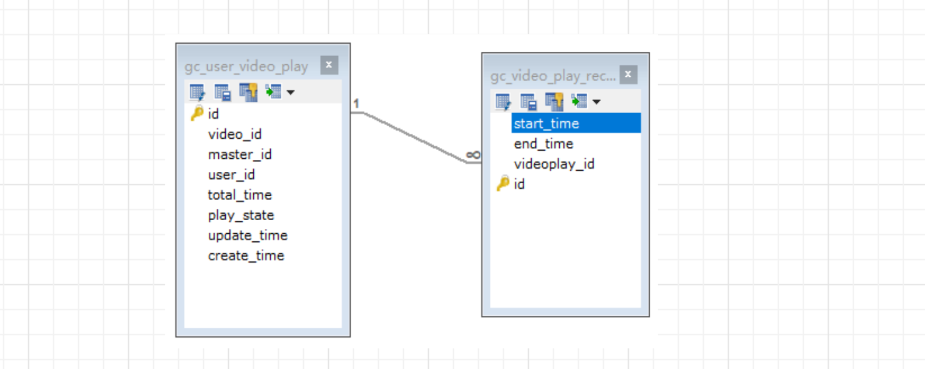 gc_user_video_play
id
video_id
master_id
user_id
total_time
play_state
update_time
create_time
1
∞
gc_video_play_rec...
start_time
end_time
videoplay_id
id